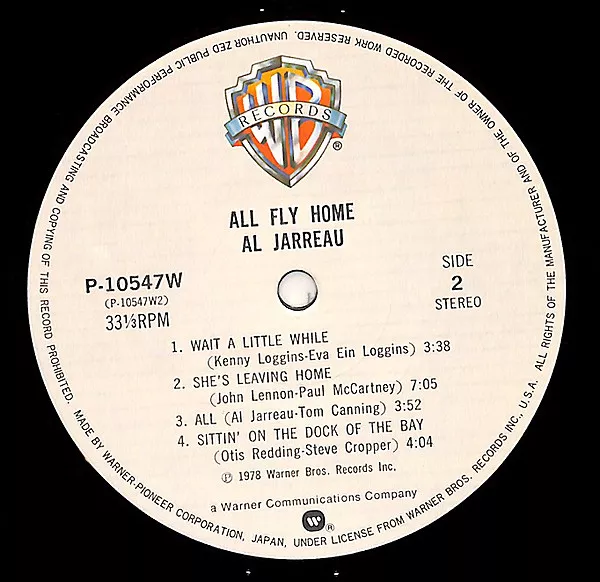 WB
RECORDS
®
ALL FLY HOME
AL JARREAU
P-10547W
(P-10547W2)
33⅓RPM
SIDE
2
STEREO
1. WAIT A LITTLE WHILE
(Kenny Loggins-Eva Ein Loggins) 3:38
2. SHE'S LEAVING HOME
(John Lennon-Paul McCartney) 7:05
3. ALL (Al Jarreau-Tom Canning) 3:52
4. SITTIN' ON THE DOCK OF THE BAY
(Otis Redding-Steve Cropper) 4:04
℗ 1978 Warner Bros. Records Inc.
a Warner Communications Company
®
MADE BY WARNER-PIONEER CORPORATION, JAPAN, UNDER LICENSE FROM WARNER BROS. RECORDS INC., U.S.A. ALL RIGHTS OF THE MANUFACTURER AND OF THE OWNER OF THE RECORDED WORK RESERVED. UNAUTHORIZED PUBLIC PERFORMANCE BROADCASTING AND COPYING OF THIS RECORD PROHIBITED.